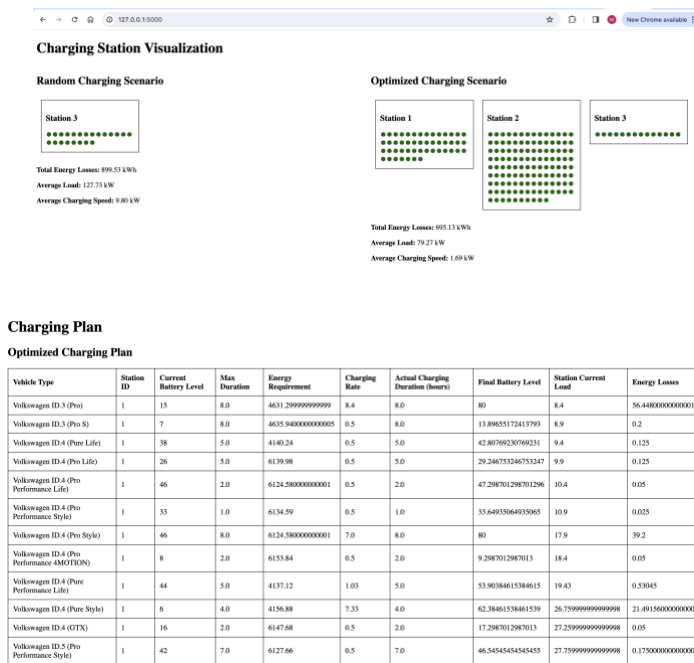 127.0.0.1:5000
New Chrome available
Charging Station Visualization
Random Charging Scenario
Station 3
Total Energy Losses: 899.53 kWh
Average Load: 127.73 kW
Average Charging Speed: 9.80 kW
Optimized Charging Scenario
Station 1
Station 2
Station 3
Total Energy Losses: 695.13 kWh
Average Load: 79.27 kW
Average Charging Speed: 1.69 kW
Charging Plan
Optimized Charging Plan
Vehicle Type Station ID Current Battery Level Max Duration Energy Requirement Charging Rate Actual Charging Duration (hours) Final Battery Level Station Current Load Energy Losses
Volkswagen ID.3 (Pro) 1 15 8.0 4631.299999999999 8.4 8.0 80 8.4 56.44800000000001
Volkswagen ID.3 (Pro S) 1 7 8.0 4635.9400000000005 0.5 8.0 13.89655172413793 8.9 0.2
Volkswagen ID.4 (Pure Life) 1 38 5.0 4140.24 0.5 5.0 42.80769230769231 9.4 0.125
Volkswagen ID.4 (Pro Life) 1 26 5.0 6139.98 0.5 5.0 29.246753246753247 9.9 0.125
Volkswagen ID.4 (Pro Performance Life) 1 46 2.0 6124.580000000001 0.5 2.0 47.298701298701296 10.4 0.05
Volkswagen ID.4 (Pro Performance Style) 1 33 1.0 6134.59 0.5 1.0 33.64935064935065 10.9 0.025
Volkswagen ID.4 (Pro Style) 1 46 8.0 6124.580000000001 7.0 8.0 80 17.9 39.2
Volkswagen ID.4 (Pro Performance 4MOTION) 1 8 2.0 6153.84 0.5 2.0 9.2987012987013 18.4 0.05
Volkswagen ID.4 (Pure Performance Life) 1 44 5.0 4137.12 1.03 5.0 53.90384615384615 19.43 0.53045
Volkswagen ID.4 (Pure Style) 1 6 4.0 4156.88 7.33 4.0 62.38461538461539 26.759999999999998 21.49156000000000
Volkswagen ID.4 (GTX) 1 16 2.0 6147.68 0.5 2.0 17.2987012987013 27.259999999999998 0.05
Volkswagen ID.5 (Pro Performance Style) 1 42 7.0 6127.66 0.5 7.0 46.54545454545455 27.759999999999998 0.17500000000000